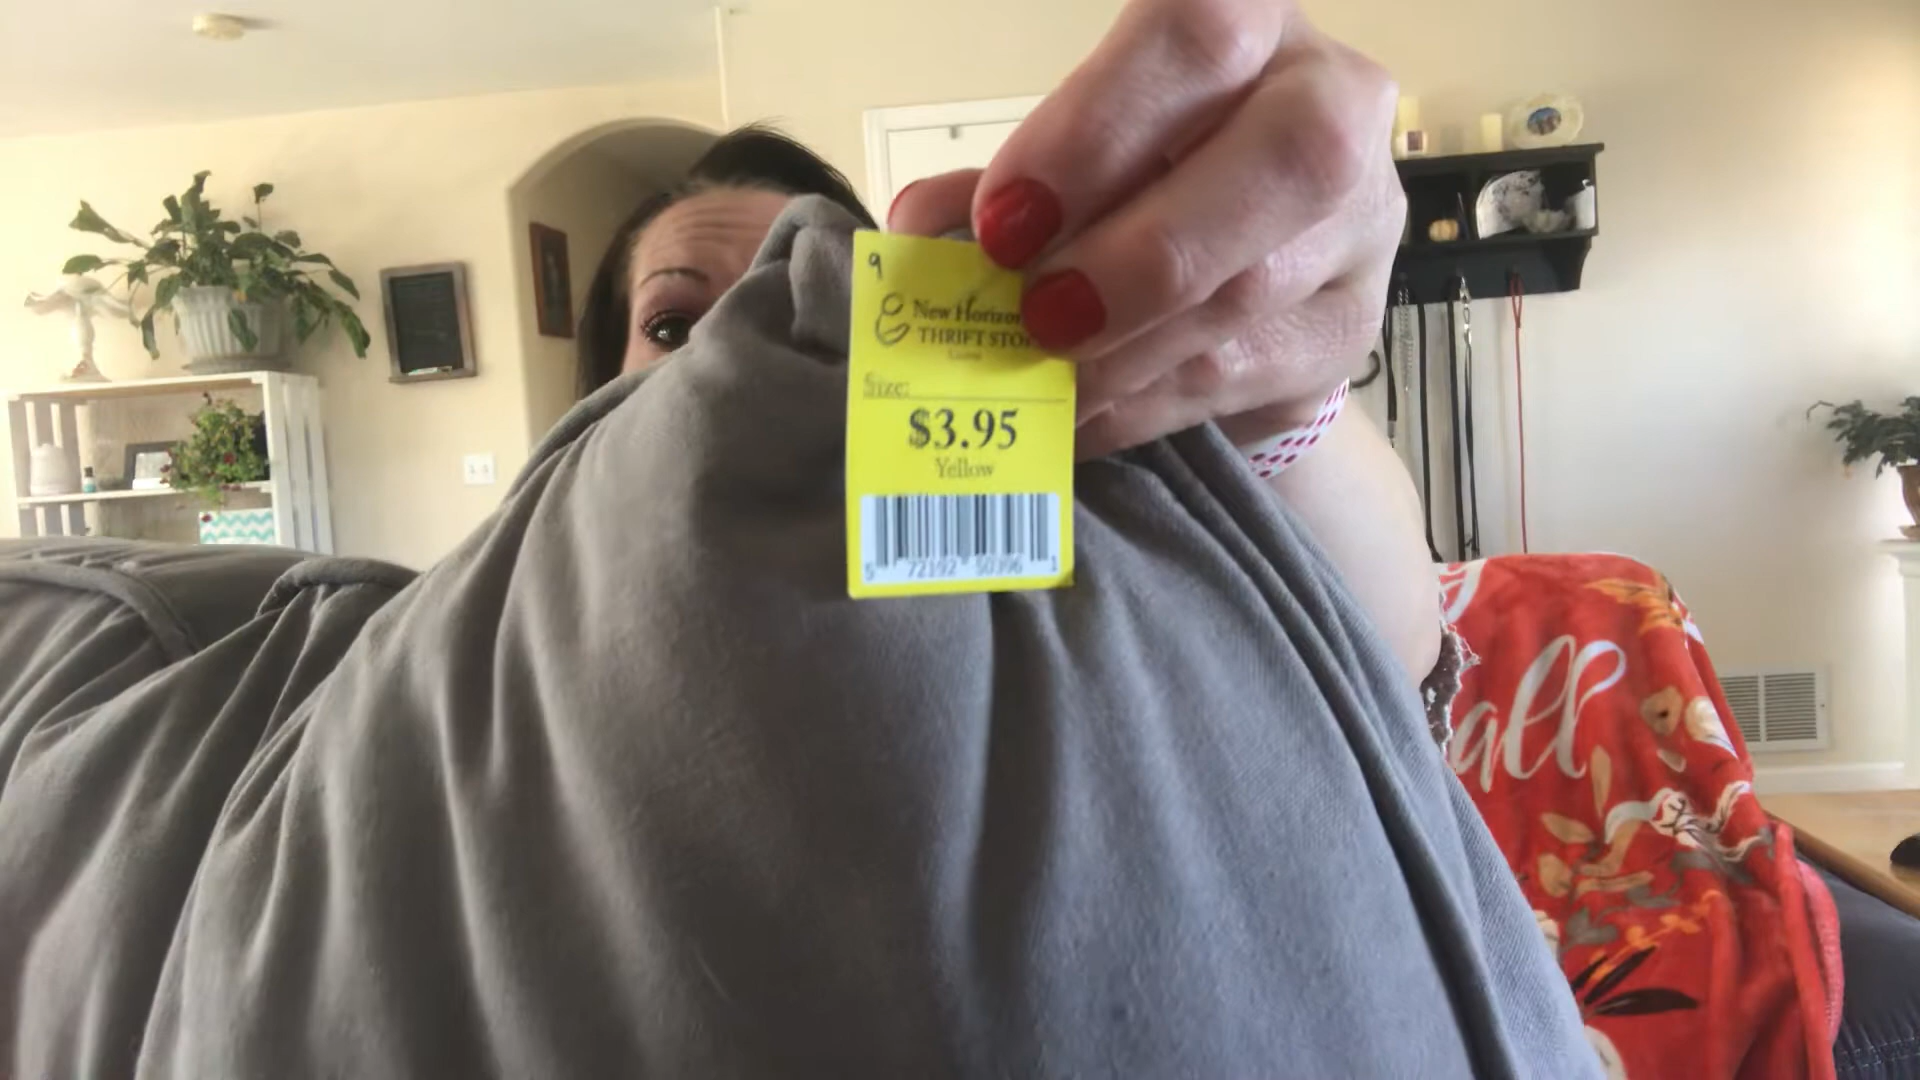 9
New Horizon
THRIFT STO
Size:
$3.95
Yellow
5 72192 50396 1
all